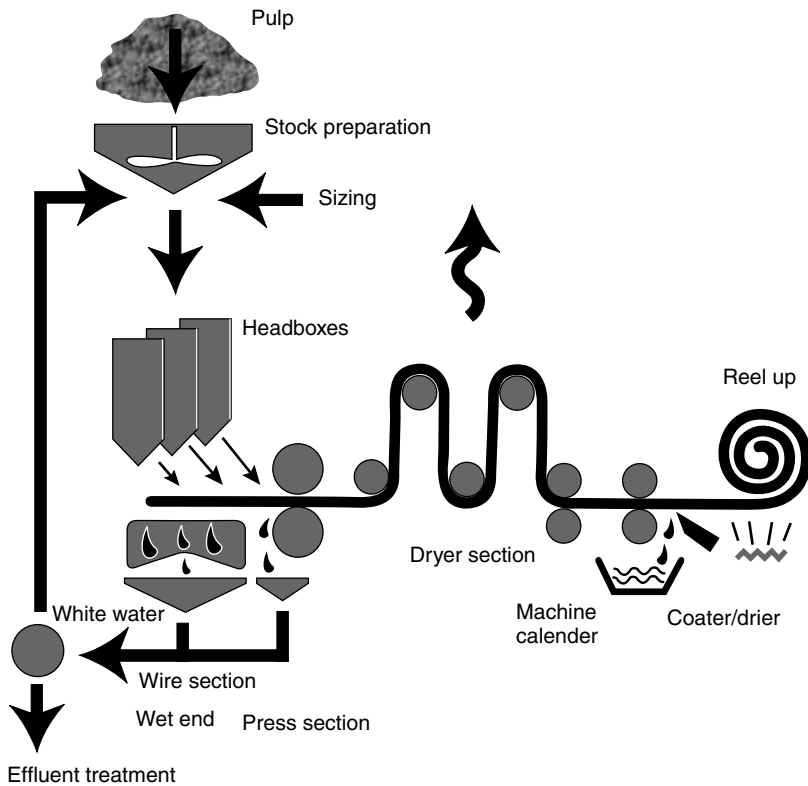 Pulp
Stock preparation
Sizing
Headboxes
Reel up
Dryer section
White water
Machine
calender
Coater/drier
Wire section
Wet end
Press section
Effluent treatment